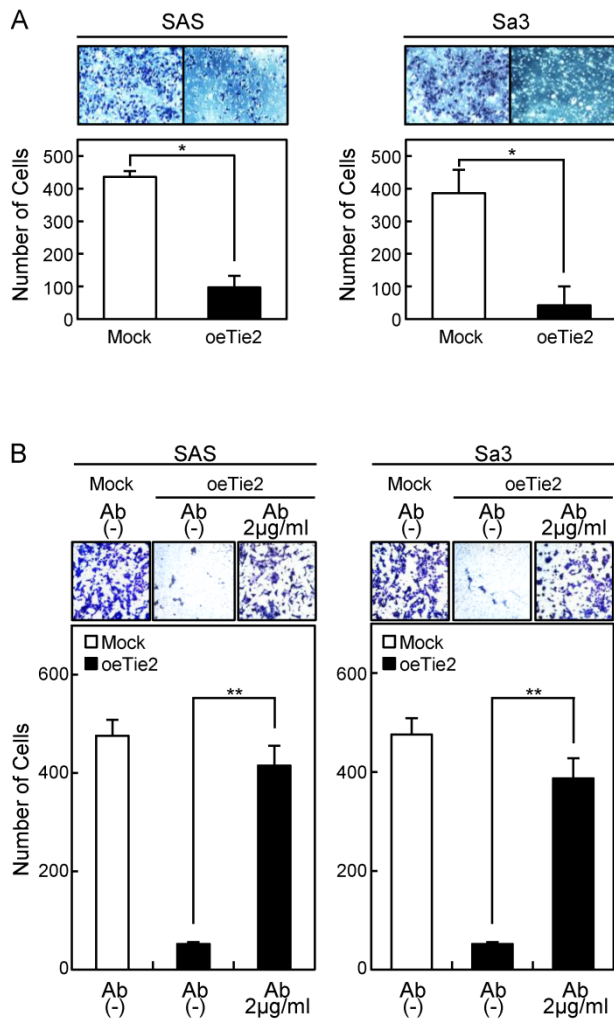 A
SAS
Sa3
Number of Cells
500
400
300
200
100
0
*
Mock
oeTie2
Number of Cells
500
400
300
200
100
0
*
Mock
oeTie2
B
SAS
Mock
oeTie2
Ab
(-)
Ab
(-)
Ab
2µg/ml
Sa3
Mock
oeTie2
Ab
(-)
Ab
(-)
Ab
2µg/ml
Number of Cells
Mock
oeTie2
600
400
200
0
**
Ab
(-)
Ab
(-)
Ab
2µg/ml
Mock
oeTie2
600
400
200
0
**
Ab
(-)
Ab
(-)
Ab
2µg/ml